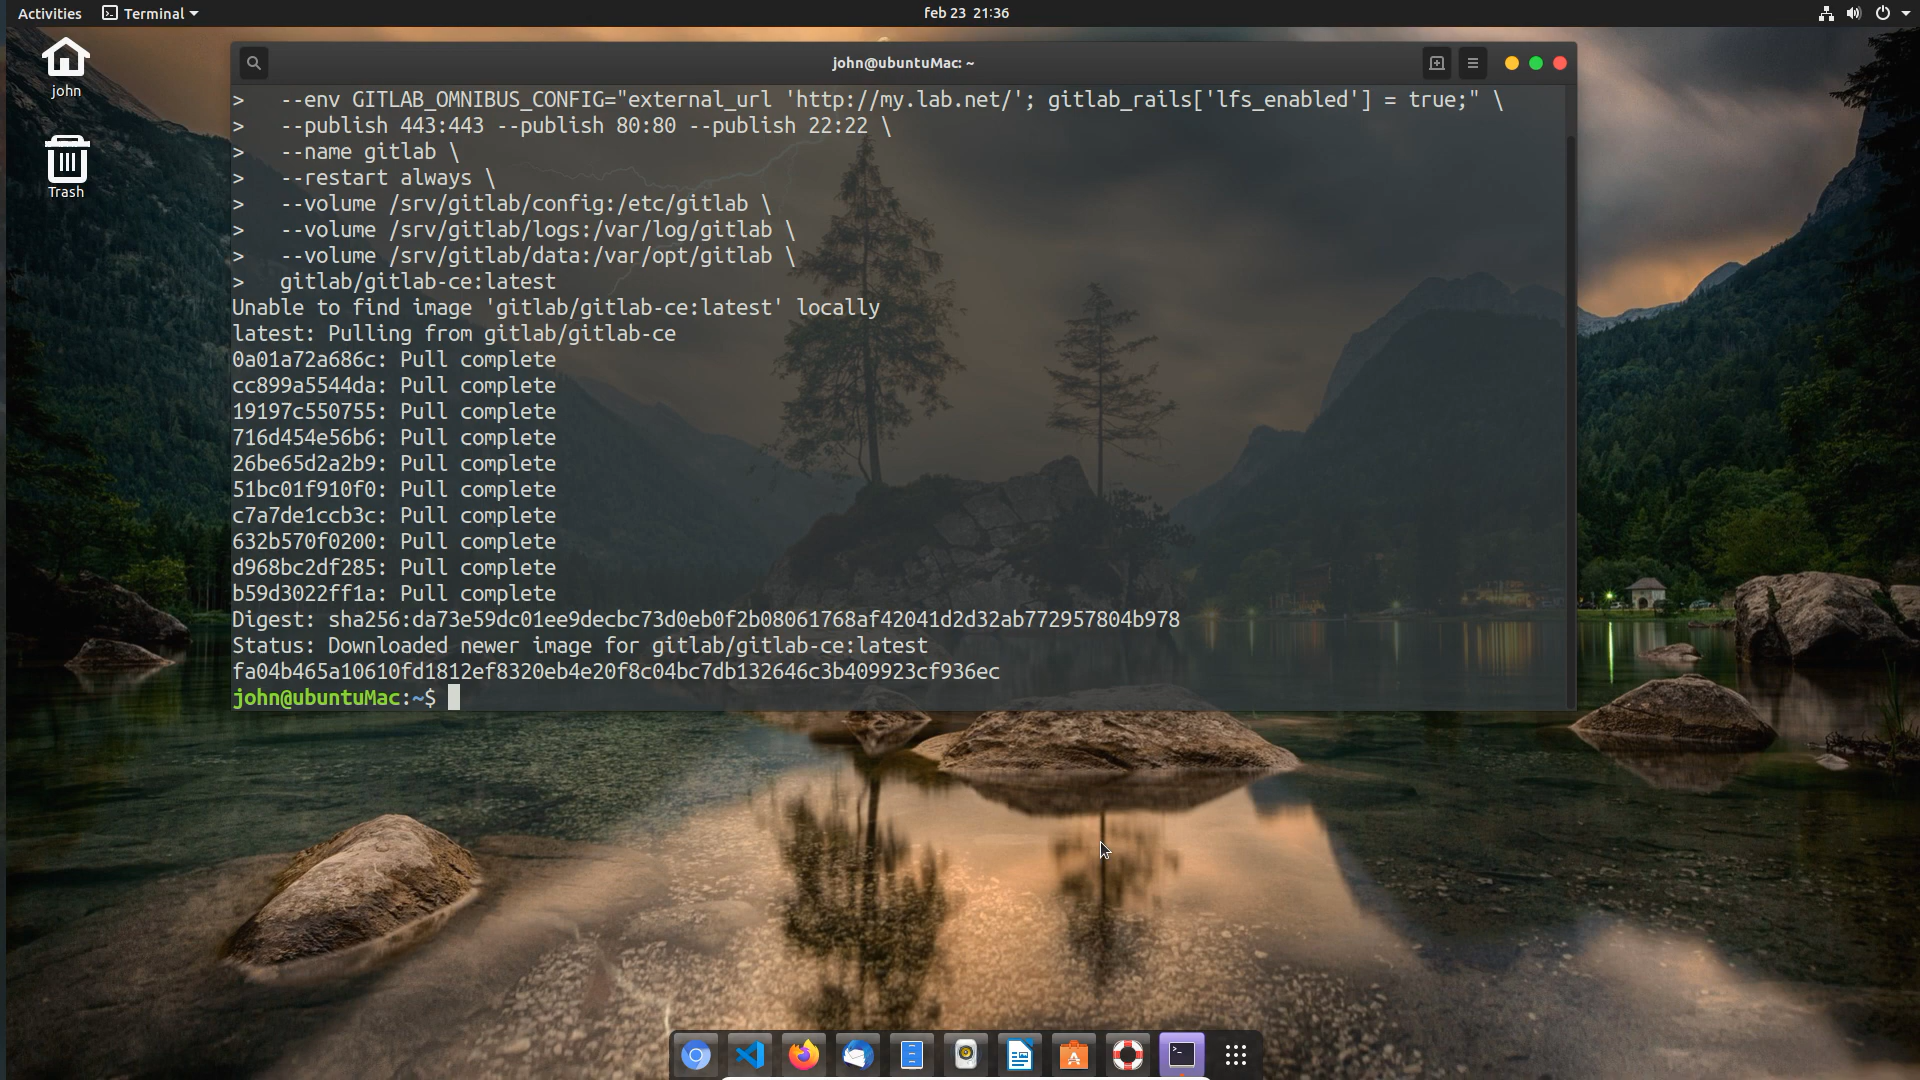 Activities
Terminal
feb 23 21:36
john
Trash
john@ubuntuMac: ~
>   --env GITLAB_OMNIBUS_CONFIG="external_url 'http://my.lab.net/'; gitlab_rails['lfs_enabled'] = true;" \
>   --publish 443:443 --publish 80:80 --publish 22:22 \
>   --name gitlab \
>   --restart always \
>   --volume /srv/gitlab/config:/etc/gitlab \
>   --volume /srv/gitlab/logs:/var/log/gitlab \
>   --volume /srv/gitlab/data:/var/opt/gitlab \
>   gitlab/gitlab-ce:latest
Unable to find image 'gitlab/gitlab-ce:latest' locally
latest: Pulling from gitlab/gitlab-ce
0a01a72a686c: Pull complete
cc899a5544da: Pull complete
19197c550755: Pull complete
716d454e56b6: Pull complete
26be65d2a2b9: Pull complete
51bc01f910f0: Pull complete
c7a7de1ccb3c: Pull complete
632b570f0200: Pull complete
d968bc2df285: Pull complete
b59d3022ff1a: Pull complete
Digest: sha256:da73e59dc01ee9decbc73d0eb0f2b08061768af42041d2d32ab772957804b978
Status: Downloaded newer image for gitlab/gitlab-ce:latest
fa04b465a10610fd1812ef8320eb4e20f8c04bc7db132646c3b409923cf936ec
john@ubuntuMac:~$